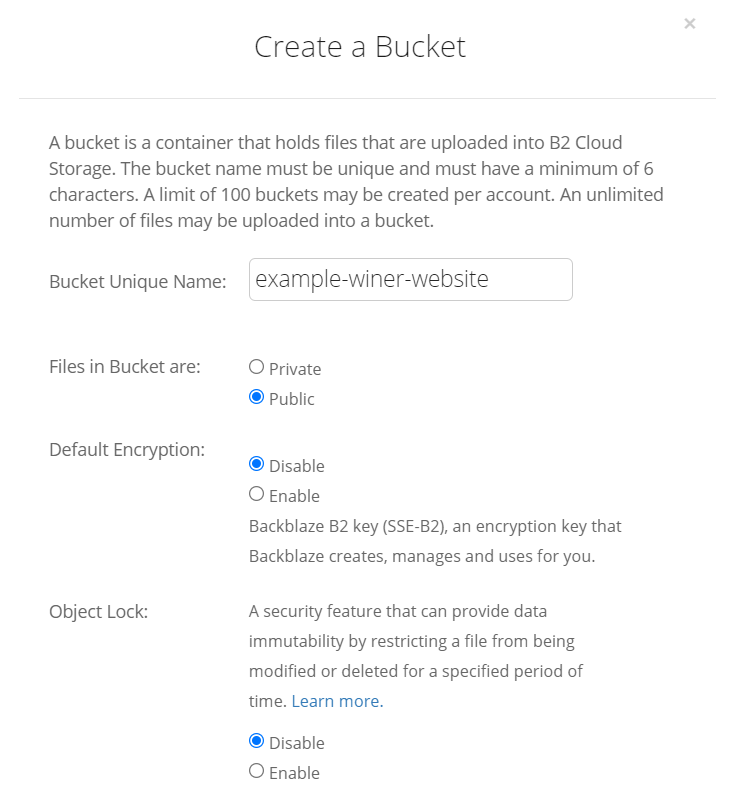 ×
Create a Bucket
A bucket is a container that holds files that are uploaded into B2 Cloud
Storage. The bucket name must be unique and must have a minimum of 6
characters. A limit of 100 buckets may be created per account. An unlimited
number of files may be uploaded into a bucket.
Bucket Unique Name: example-winer-website
Files in Bucket are:
Private
Public
Default Encryption:
Disable
Enable
Backblaze B2 key (SSE-B2), an encryption key that
Backblaze creates, manages and uses for you.
Object Lock:
A security feature that can provide data
immutability by restricting a file from being
modified or deleted for a specified period of
time. Learn more.
Disable
Enable